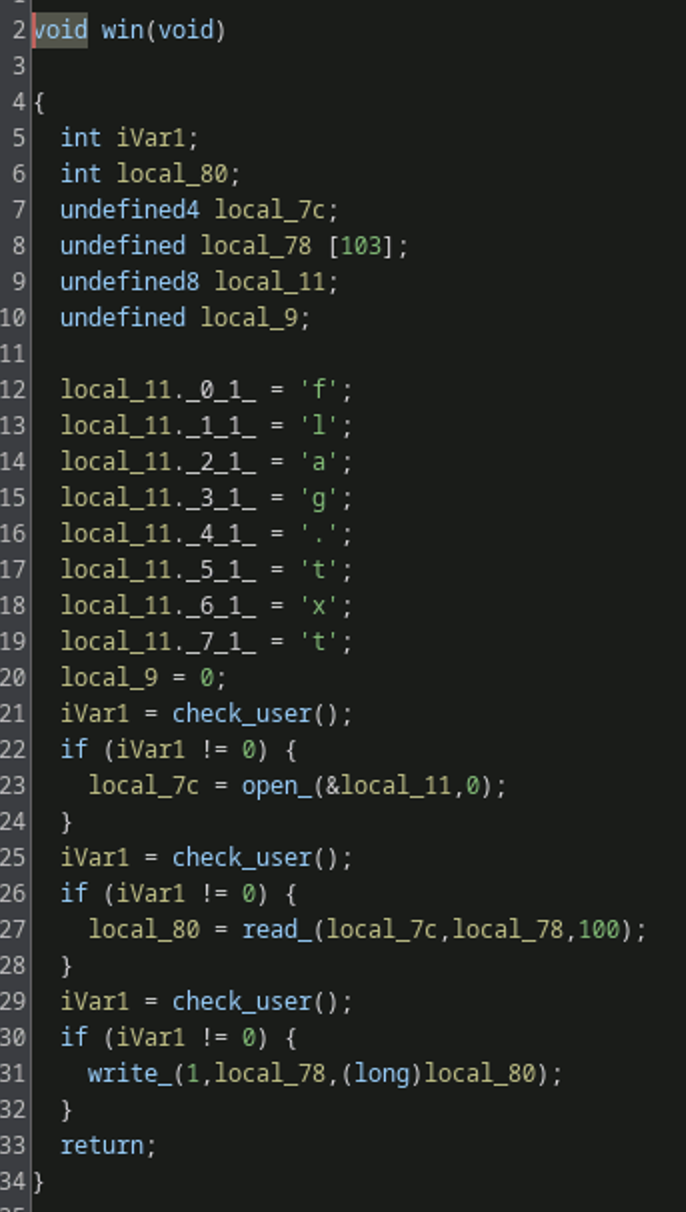 2 void win(void)
3
4 {
5 int iVar1;
6 int local_80;
7 undefined4 local_7c;
8 undefined local_78 [103];
9 undefined8 local_11;
10 undefined local_9;
11
12 local_11._0_1_ = 'f';
13 local_11._1_1_ = 'l';
14 local_11._2_1_ = 'a';
15 local_11._3_1_ = 'g';
16 local_11._4_1_ = '.';
17 local_11._5_1_ = 't';
18 local_11._6_1_ = 'x';
19 local_11._7_1_ = 't';
20 local_9 = 0;
21 iVar1 = check_user();
22 if (iVar1 != 0) {
23 local_7c = open_(&local_11,0);
24 }
25 iVar1 = check_user();
26 if (iVar1 != 0) {
27 local_80 = read_(local_7c,local_78,100);
28 }
29 iVar1 = check_user();
30 if (iVar1 != 0) {
31 write_(1,local_78,(long)local_80);
32 }
33 return;
34 }